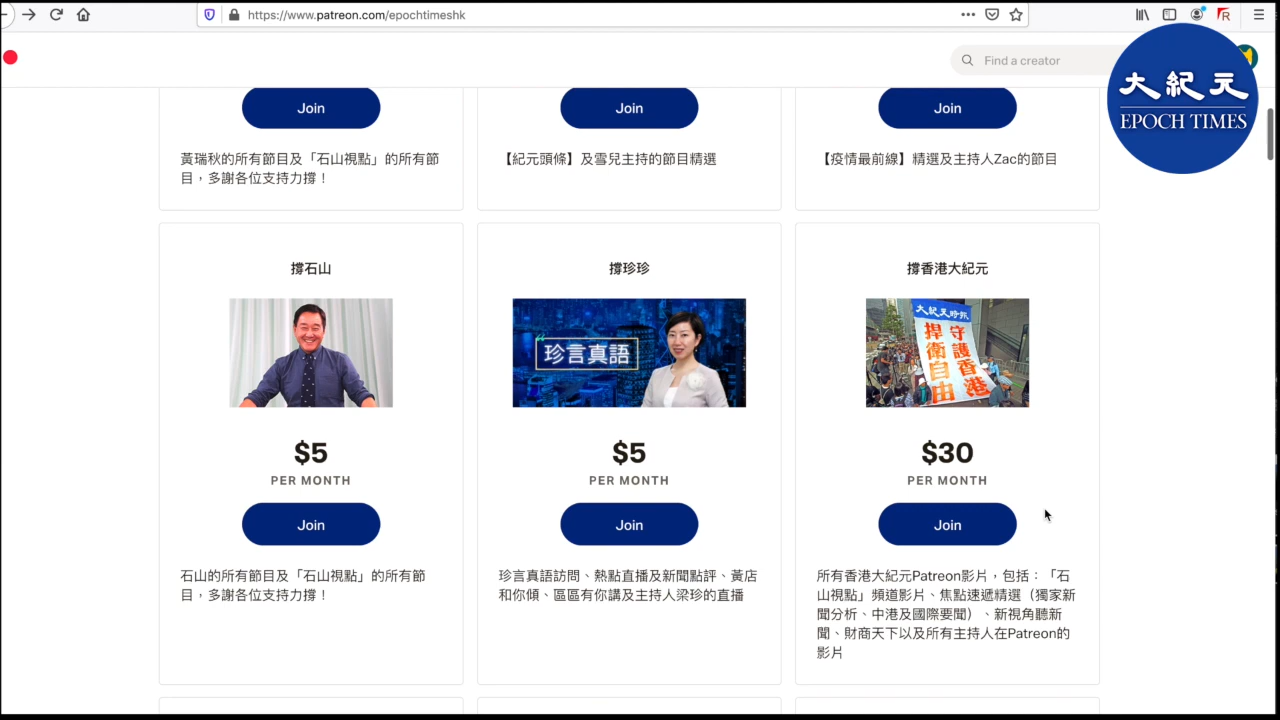 https://www.patreon.com/epochtimeshk
Find a creator
大紀元
EPOCH TIMES
Join
黃瑞秋的所有節目及「石山視點」的所有節
目，多謝各位支持力撐！
Join
【紀元頭條】及雪兒主持的節目精選
Join
【疫情最前線】精選及主持人Zac的節目
撐石山
$5
PER MONTH
Join
石山的所有節目及「石山視點」的所有節
目，多謝各位支持力撐！
撐珍珍
珍言真語
$5
PER MONTH
Join
珍言真語訪問、熱點直播及新聞點評、黃店
和你傾、區區有你講及主持人梁珍的直播
撐香港大紀元
大紀元時報
守護香港
捍衛自由
$30
PER MONTH
Join
所有香港大紀元Patreon影片，包括：「石
山視點」頻道影片、焦點速遞精選（獨家新
聞分析、中港及國際要聞）、新視角聽新
聞、財商天下以及所有主持人在Patreon的
影片